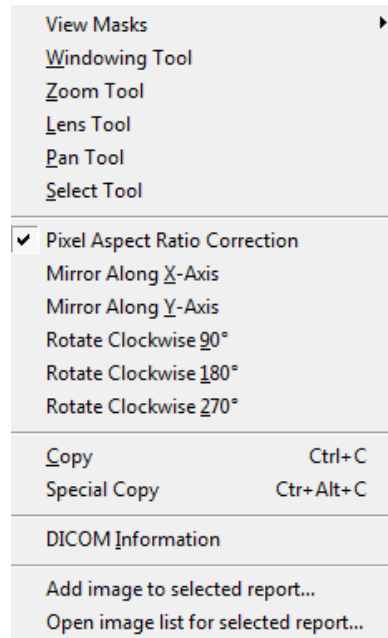 View Masks
Windowing Tool
Zoom Tool
Lens Tool
Pan Tool
Select Tool
Pixel Aspect Ratio Correction
Mirror Along X-Axis
Mirror Along Y-Axis
Rotate Clockwise 90°
Rotate Clockwise 180°
Rotate Clockwise 270°
Copy Ctrl+C
Special Copy Ctr+Alt+C
DICOM Information
Add image to selected report...
Open image list for selected report...